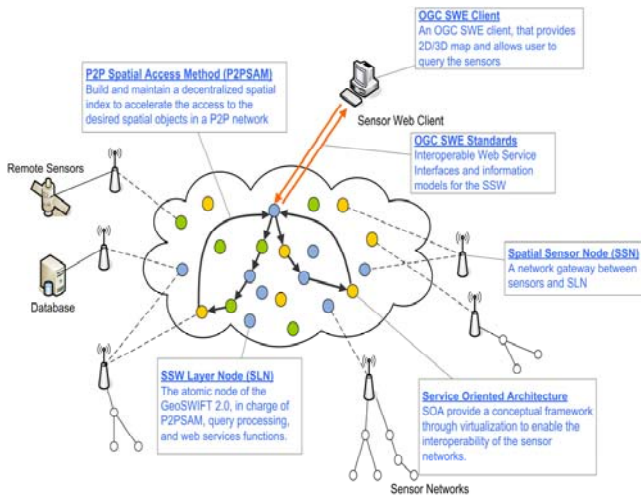 OGC SWE Client
An OGC SWE client, that provides
2D/3D map and allows user to
query the sensors
P2P Spatial Access Method (P2PSAM)
Build and maintain a decentralized spatial
index to accelerate the access to the
desired spatial objects in a P2P network
Sensor Web Client
OGC SWE Standards
Interoperable Web Service
Interfaces and information
models for the SSW
Remote Sensors
Spatial Sensor Node (SSN)
A network gateway between
sensors and SLN
Database
SSW Layer Node (SLN)
The atomic node of the
GeoSWIFT 2.0, in charge of
P2PSAM, query processing,
and web services functions.
Service Oriented Architecture
SOA provide a conceptual framework
through virtualization to enable the
interoperability of the sensor
networks.
Sensor Networks